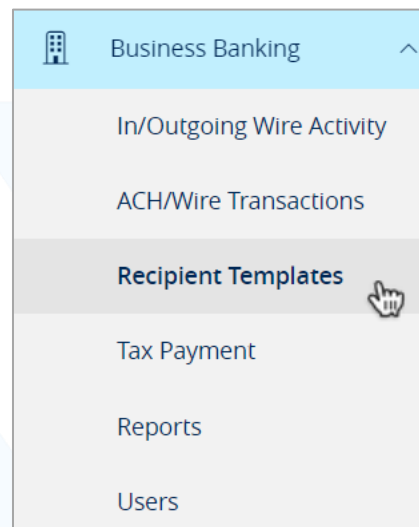 Business Banking
In/Outgoing Wire Activity
ACH/Wire Transactions
Recipient Templates
Tax Payment
Reports
Users